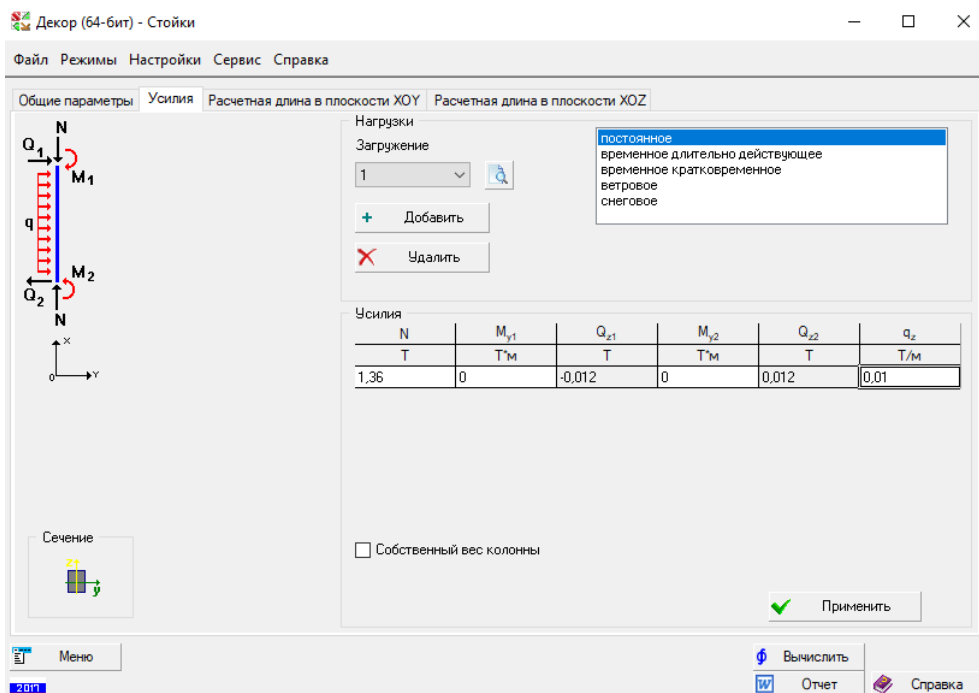 Декор (64-бит) - Стойки
Файл Режимы Настройки Сервис Справка
Общие параметры Усилия Расчетная длина в плоскости XOY Расчетная длина в плоскости XOZ
N
Q1
M1
q
M2
Q2
N
x
0
Y
Нагрузки
Загружение
1
Добавить
Удалить
постоянное
временное длительно действующее
временное кратковременное
ветровое
снеговое
Усилия
N My1 Qz1 My2 Qz2 qz
Т Т*м Т Т*м Т Т/м
1,36 0 -0,012 0 0,012 0,01
Сечение
z
y
Собственный вес колонны
Применить
Меню
Вычислить
2017
W Отчет
Справка